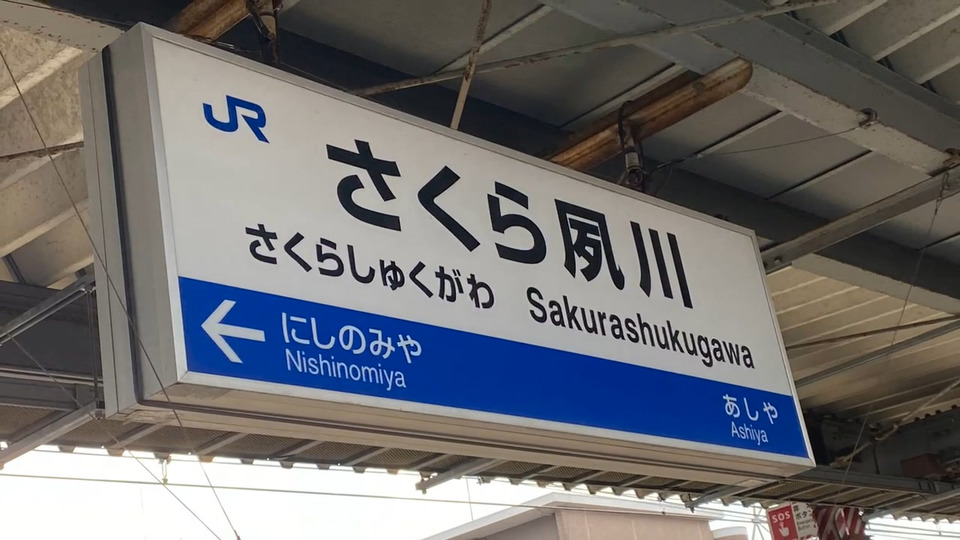 JR
さくら夙川
さくらしゅくがわ Sakurashukugawa
にしのみや
Nishinomiya
あしや
Ashiya
SOS